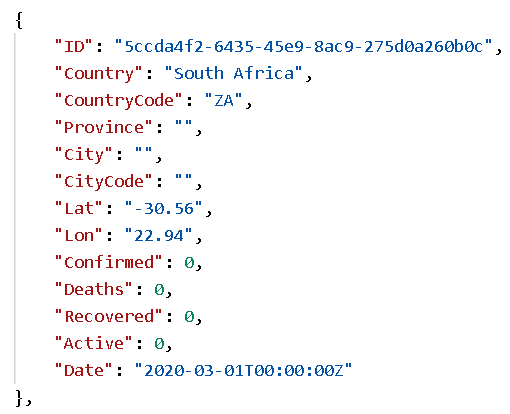 {
"ID": "5ccda4f2-6435-45e9-8ac9-275d0a260b0c",
"Country": "South Africa",
"CountryCode": "ZA",
"Province": "",
"City": "",
"CityCode": "",
"Lat": "-30.56",
"Lon": "22.94",
"Confirmed": 0,
"Deaths": 0,
"Recovered": 0,
"Active": 0,
"Date": "2020-03-01T00:00:00Z"
},